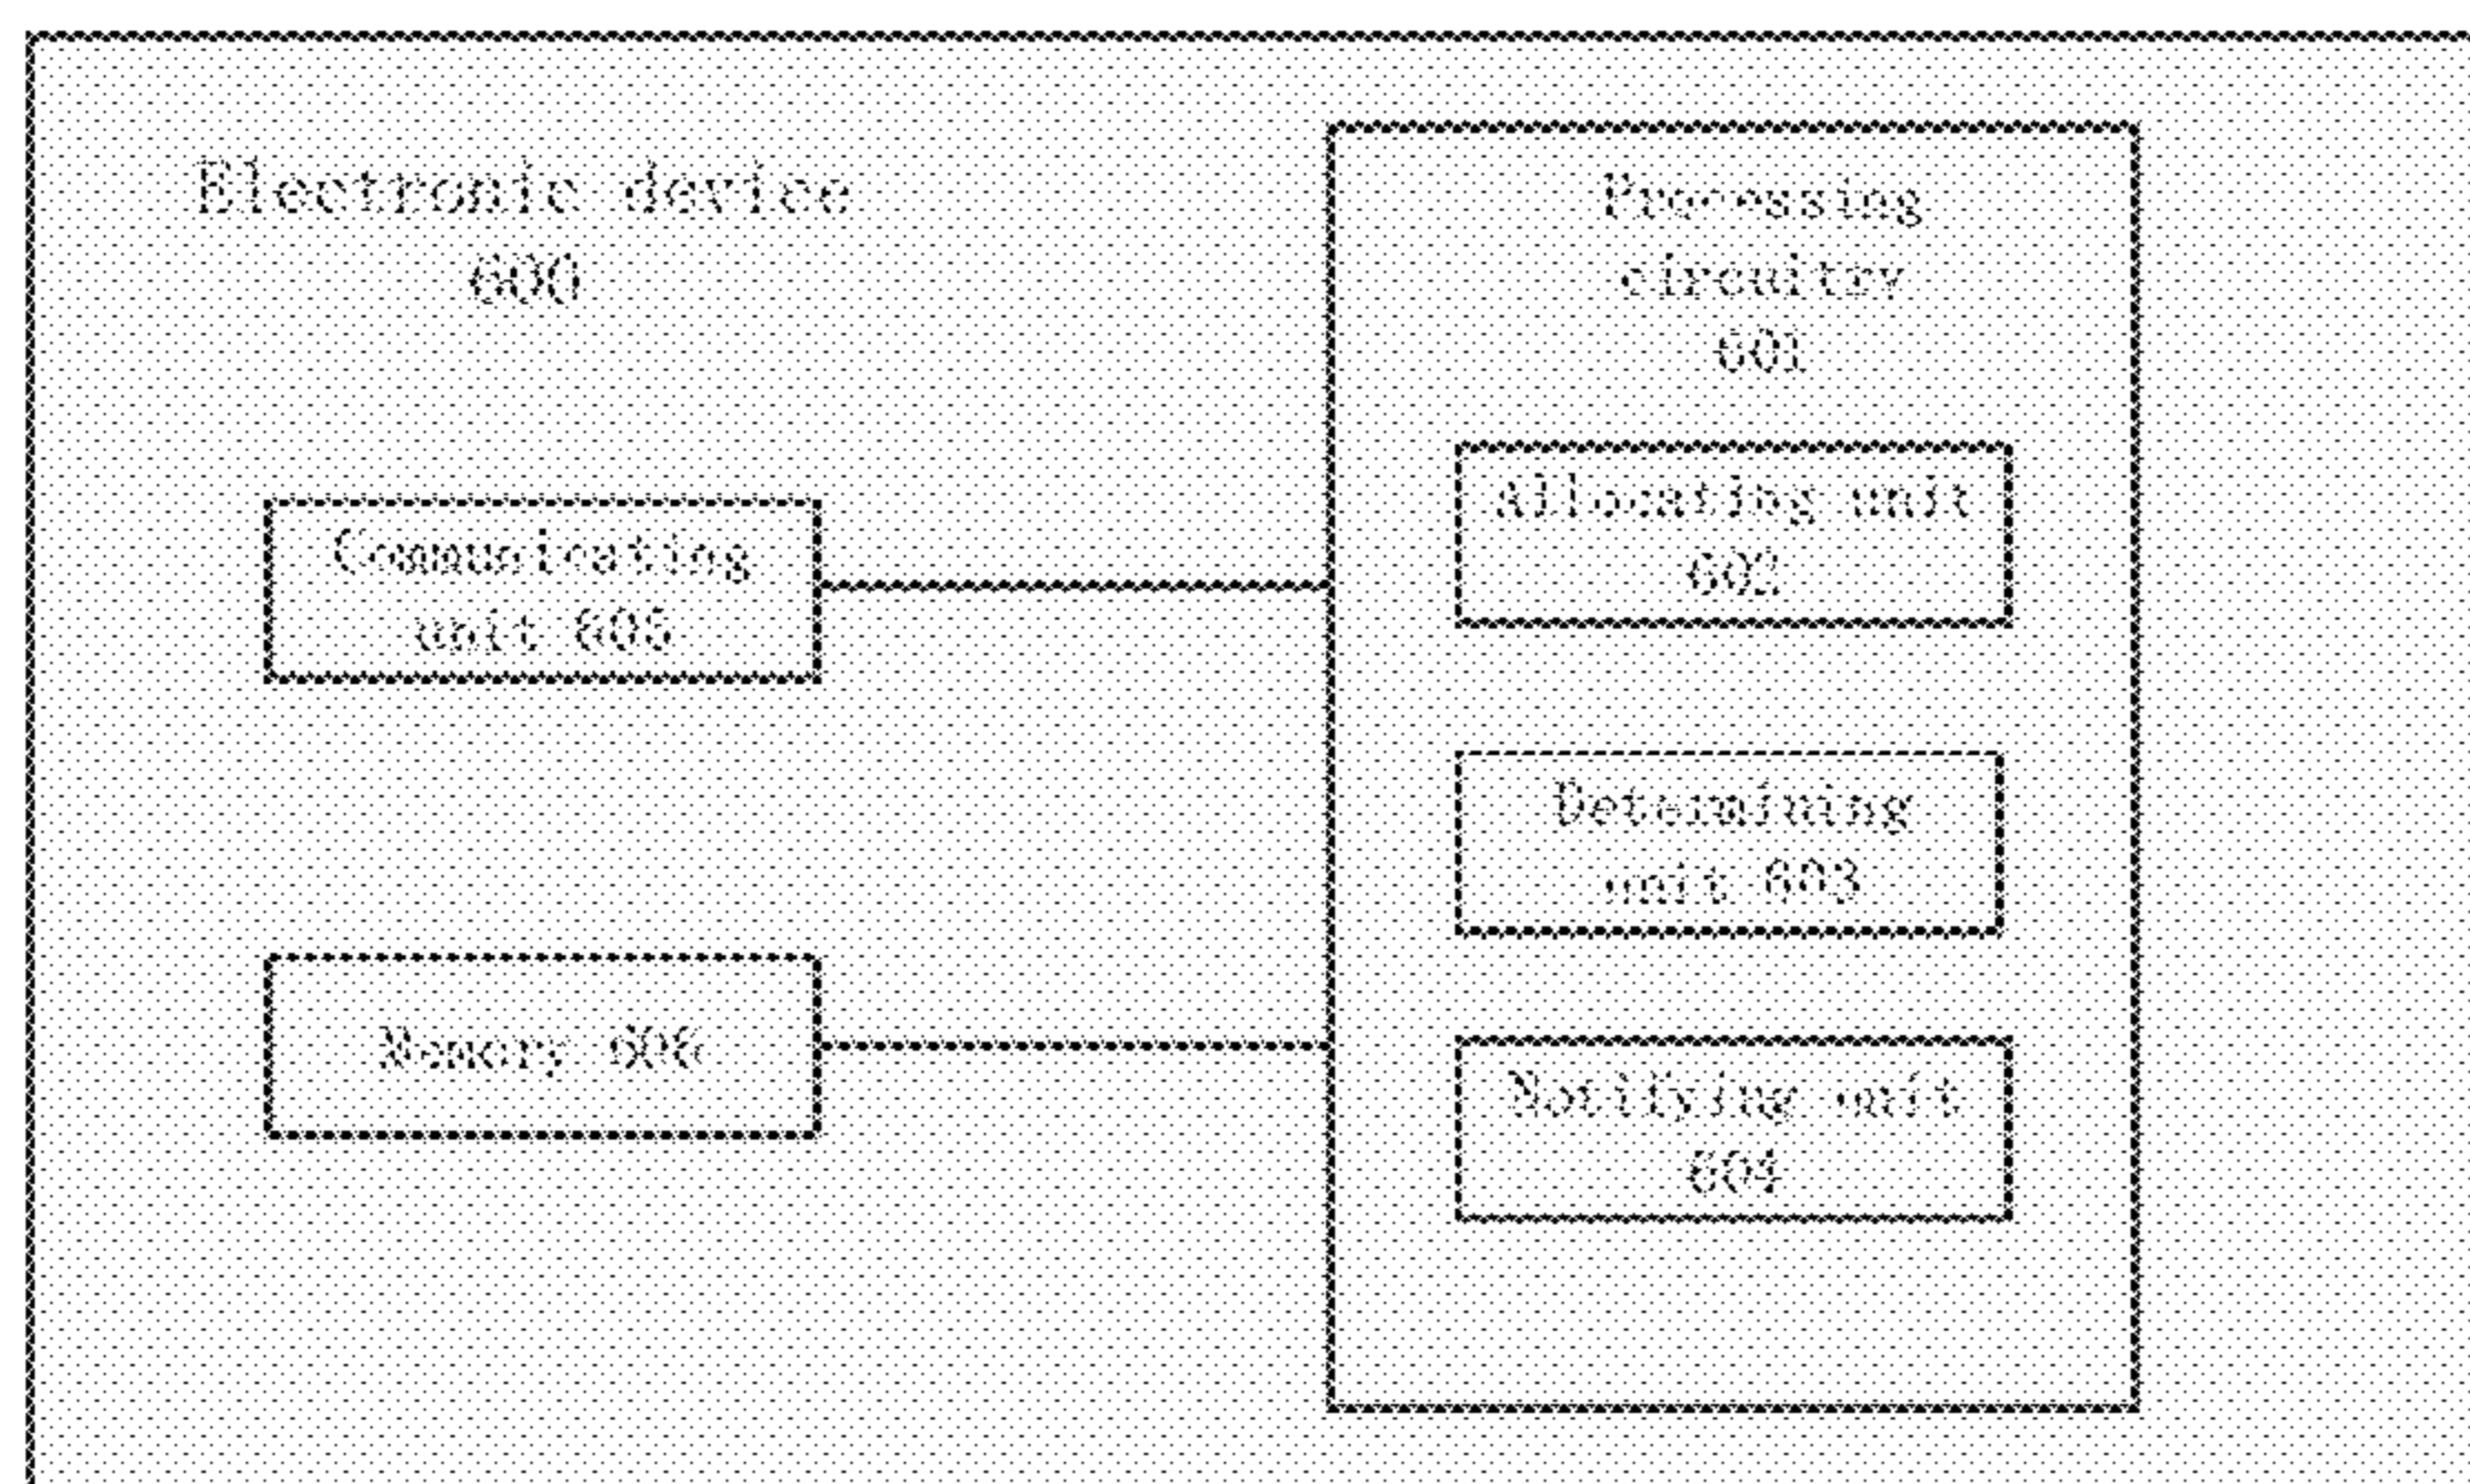 Electronic device
600
Processing
circuitry
601
Allocating unit
602
Communicating
unit 605
Determining
unit 603
Memory 606
Notifying unit
604